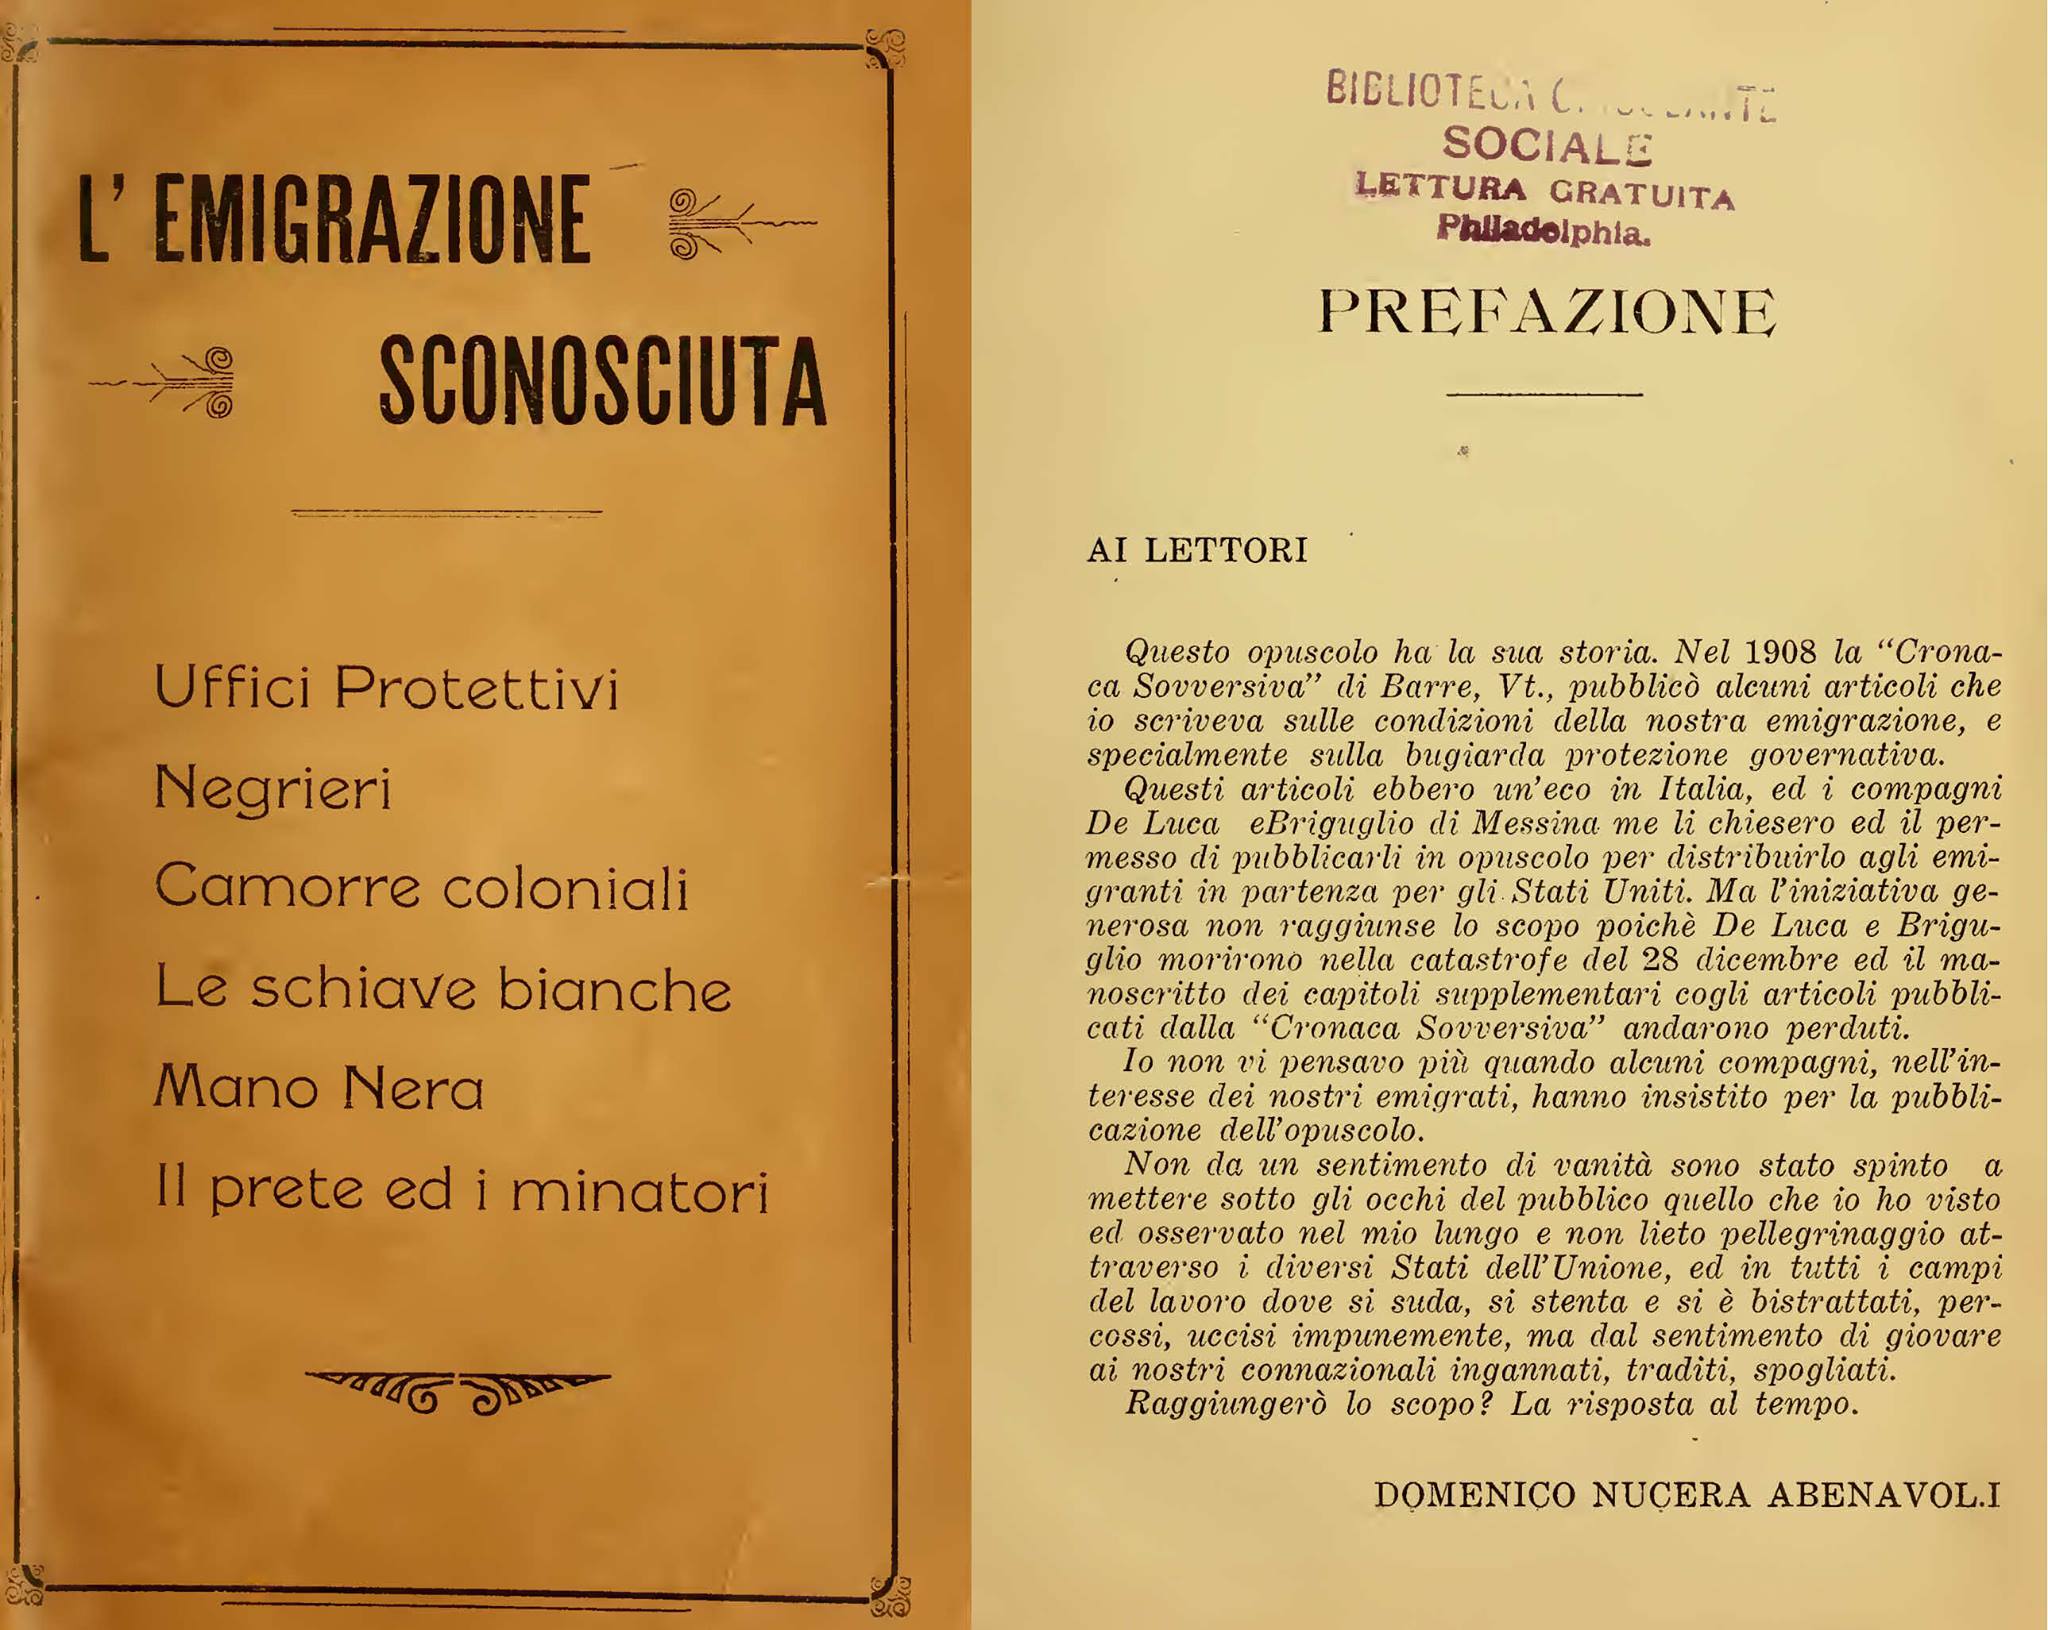 L' EMIGRAZIONE
SCONOSCIUTA
Uffici Protettivi
Negrieri
Camorre coloniali
Le schiave bianche
Mano Nera
Il prete ed i minatori
BIBLIOTECA
SOCIALE
LETTURA GRATUITA
Philadelphia.
PREFAZIONE
AI LETTORI
Questo opuscolo ha la sua storia. Nel 1908 la “Crona-
ca Sovversiva” di Barre, Vt., pubblicò alcuni articoli che
io scriveva sulle condizioni della nostra emigrazione, e
specialmente sulla bugiarda protezione governativa.
Questi articoli ebbero un’eco in Italia, ed i compagni
De Luca eBriguglio di Messina me li chiesero ed il per-
messo di pubblicarli in opuscolo per distribuirlo agli emi-
granti in partenza per gli Stati Uniti. Ma l’iniziativa ge-
nerosa non raggiunse lo scopo poichè De Luca e Brigu-
glio morirono nella catastrofe del 28 dicembre ed il ma-
noscritto dei capitoli supplementari cogli articoli pubbli-
cati dalla “Cronaca Sovversiva” andarono perduti.
Io non vi pensavo più quando alcuni compagni, nell’in-
teresse dei nostri emigrati, hanno insistito per la pubbli-
cazione dell’opuscolo.
Non da un sentimento di vanità sono stato spinto a
mettere sotto gli occhi del pubblico quello che io ho visto
ed osservato nel mio lungo e non lieto pellegrinaggio at-
traverso i diversi Stati dell’Unione, ed in tutti i campi
del lavoro dove si suda, si stenta e si è bistrattati, per-
cossi, uccisi impunemente, ma dal sentimento di giovare
ai nostri connazionali ingannati, traditi, spogliati.
Raggiungerò lo scopo? La risposta al tempo.
DOMENICO NUCERA ABENAVOL.I